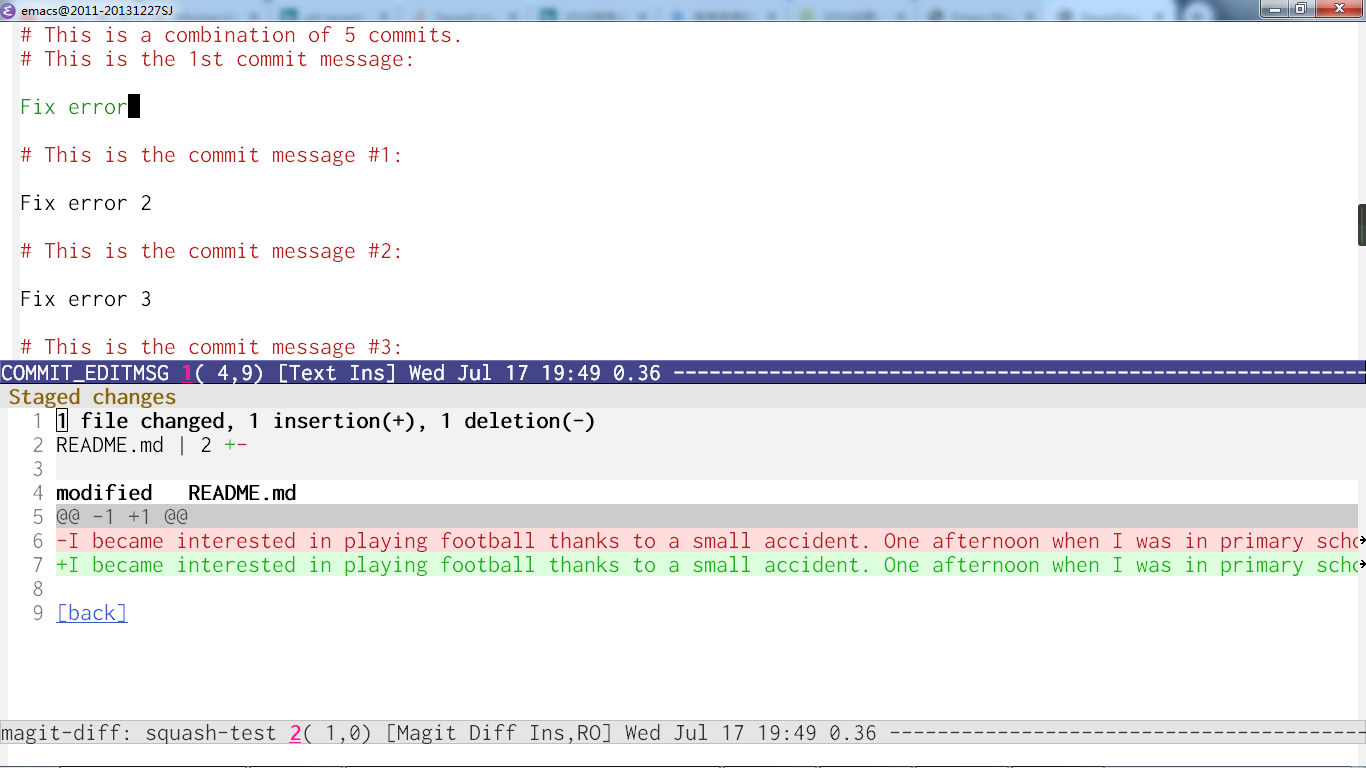 emacs@2011-20131227SJ
# This is a combination of 5 commits.
# This is the 1st commit message:
Fix error
# This is the commit message #1:
Fix error 2
# This is the commit message #2:
Fix error 3
# This is the commit message #3:
COMMIT_EDITMSG 1( 4,9) [Text Ins] Wed Jul 17 19:49 0.36 ----------------------------------------------------------
Staged changes
1 1 file changed, 1 insertion(+), 1 deletion(-)
2 README.md | 2 +-
3
4 modified   README.md
5 @@ -1 +1 @@
6 -I became interested in playing football thanks to a small accident. One afternoon when I was in primary scho
7 +I became interested in playing football thanks to a small accident. One afternoon when I was in primary scho
8
9 [back]
magit-diff: squash-test 2( 1,0) [Magit Diff Ins,RO] Wed Jul 17 19:49 0.36 ----------------------------------------